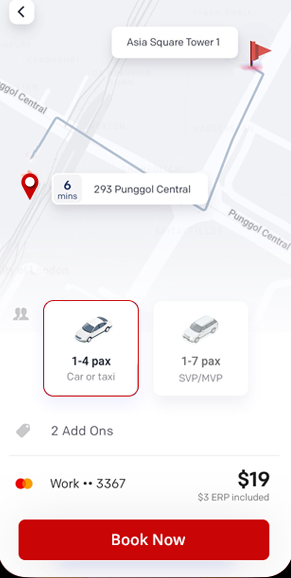 Asia Square Tower 1
ggol Central
6
mins
293 Punggol Central
Punggol Central
1-4 pax
Car or taxi
1-7 pax
SVP/MVP
2 Add Ons
Work •• 3367
$19
$3 ERP included
Book Now